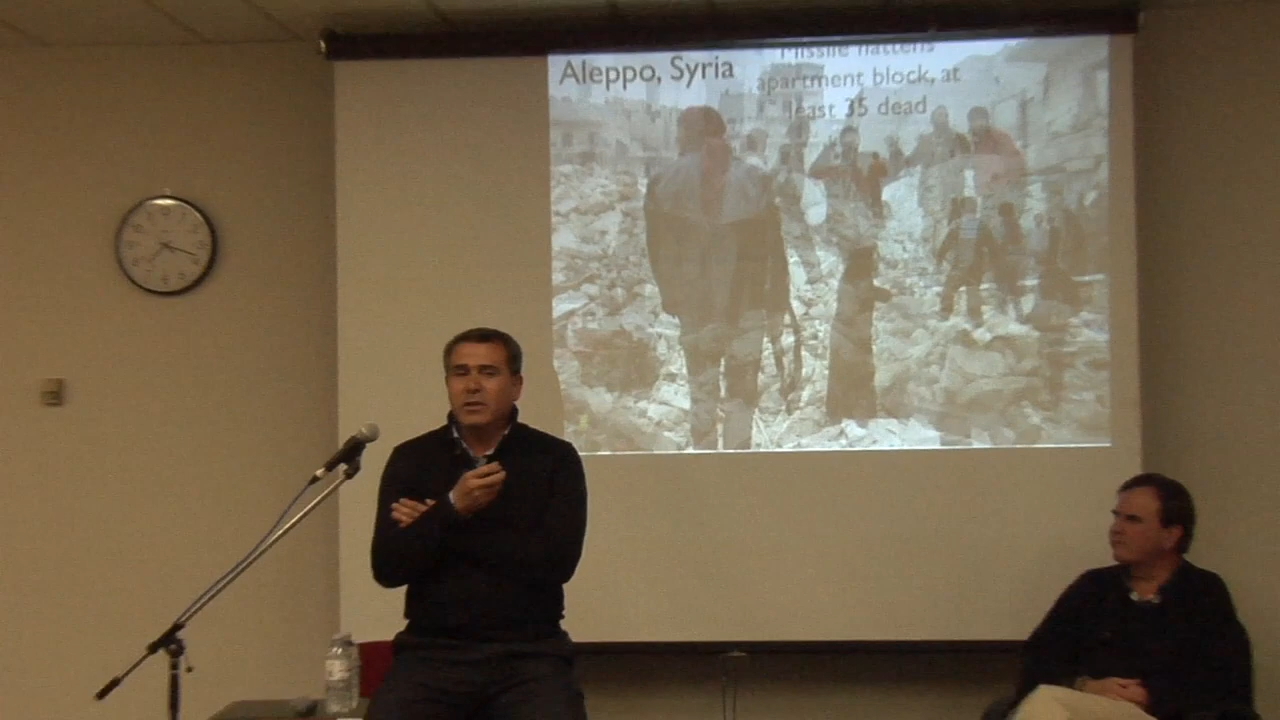 Aleppo, Syria
Missile flattens
apartment block, at
least 35 dead